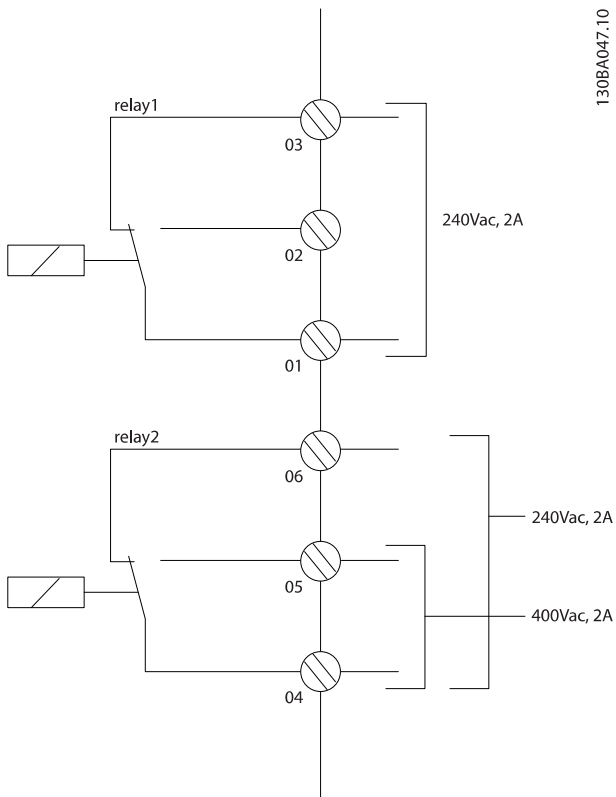 130BA047.10
relay1
03
240Vac, 2A
02
01
relay2
06
240Vac, 2A
05
400Vac, 2A
04